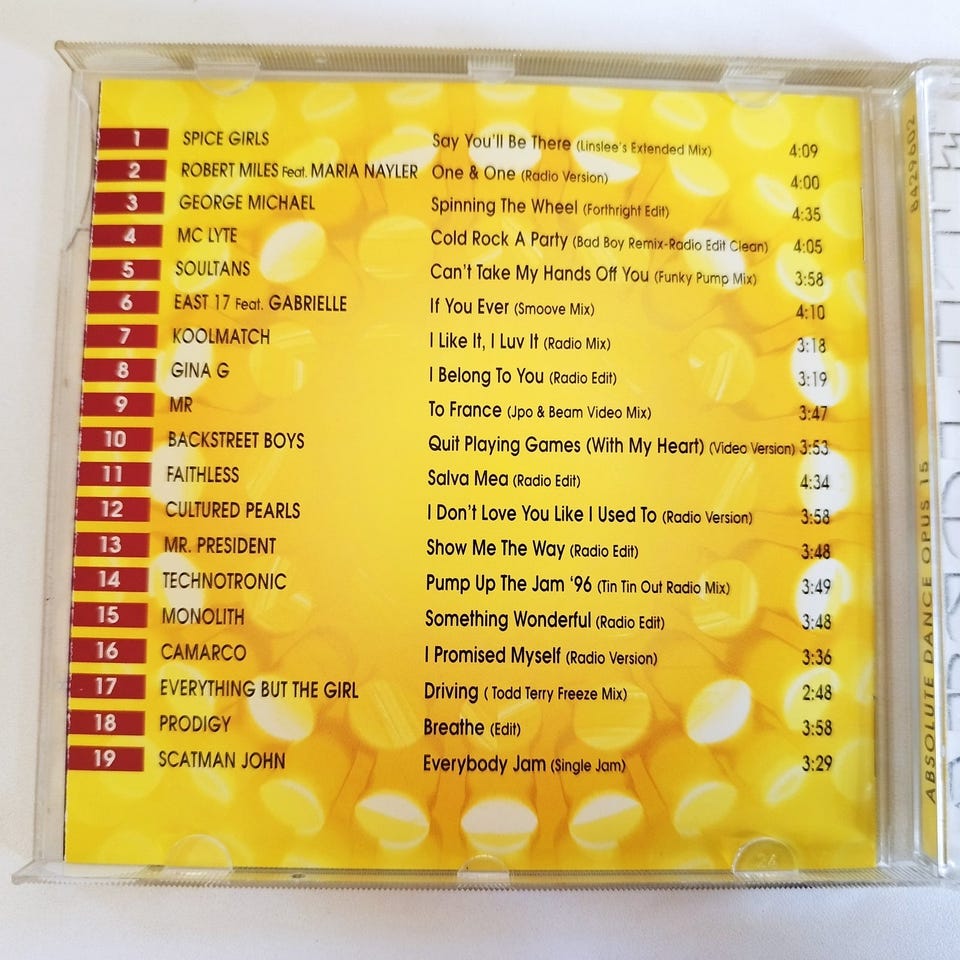 1 SPICE GIRLS Say You'll Be There (Linslee's Extended Mix) 4:09
2 ROBERT MILES Feat. MARIA NAYLER One & One (Radio Version) 4:00
3 GEORGE MICHAEL Spinning The Wheel (Forthright Edit) 4:35
4 MC LYTE Cold Rock A Party (Bad Boy Remix-Radio Edit Clean) 4:05
5 SOULTANS Can't Take My Hands Off You (Funky Pump Mix) 3:58
6 EAST 17 Feat. GABRIELLE If You Ever (Smoove Mix) 4:10
7 KOOLMATCH I Like It, I Luv It (Radio Mix) 3:18
8 GINA G I Belong To You (Radio Edit) 3:19
9 MR To France (Jpo & Beam Video Mix) 3:47
10 BACKSTREET BOYS Quit Playing Games (With My Heart) (Video Version) 3:53
11 FAITHLESS Salva Mea (Radio Edit) 4:34
12 CULTURED PEARLS I Don't Love You Like I Used To (Radio Version) 3:58
13 MR. PRESIDENT Show Me The Way (Radio Edit) 3:48
14 TECHNOTRONIC Pump Up The Jam '96 (Tin Tin Out Radio Mix) 3:49
15 MONOLITH Something Wonderful (Radio Edit) 3:48
16 CAMARCO I Promised Myself (Radio Version) 3:36
17 EVERYTHING BUT THE GIRL Driving ( Todd Terry Freeze Mix) 2:48
18 PRODIGY Breathe (Edit) 3:58
19 SCATMAN JOHN Everybody Jam (Single Jam) 3:29
ABSOLUTE DANCE OPUS 15
8429602